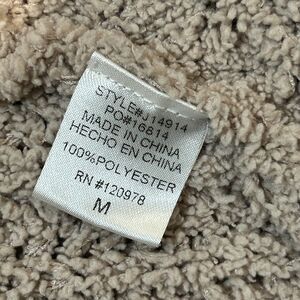 STYLE#J14914
PO#16814
MADE IN CHINA
HECHO EN CHINA
100%POLYESTER
RN #120978
M